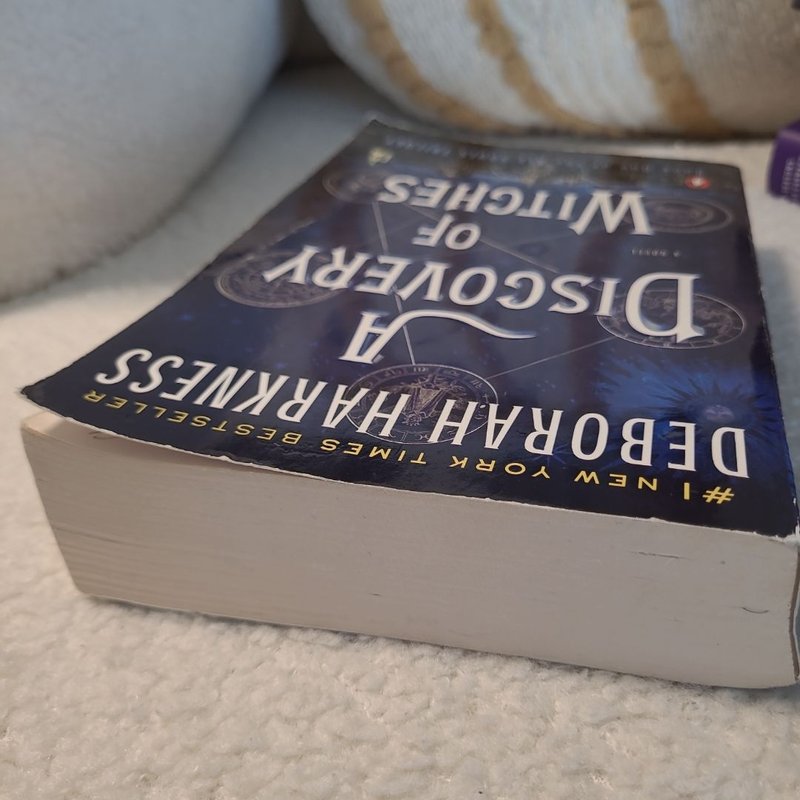 #1 NEW YORK TIMES BESTSELLER
DEBORAH HARKNESS
A
DISCOVERY
OF
WITCHES
A NOVEL